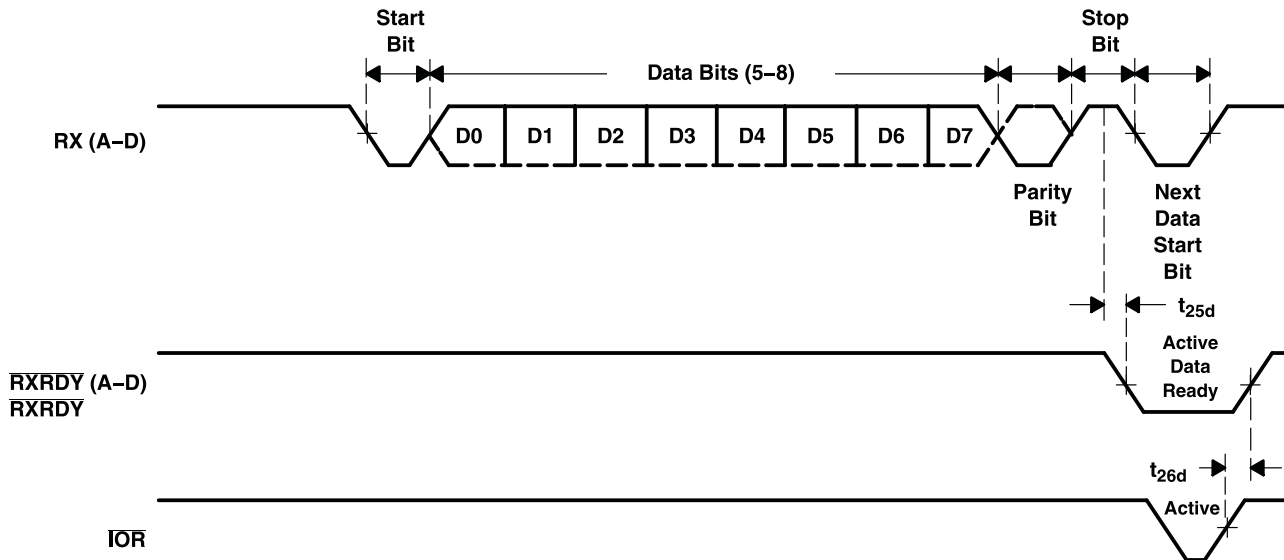 Start
Bit
Stop
Bit
Data Bits (5–8)
RX (A–D)
D0
D1
D2
D3
D4
D5
D6
D7
Parity
Bit
Next
Data
Start
Bit
t25d
RXRDY (A–D)
RXRDY
Active
Data
Ready
t26d
IOR
Active